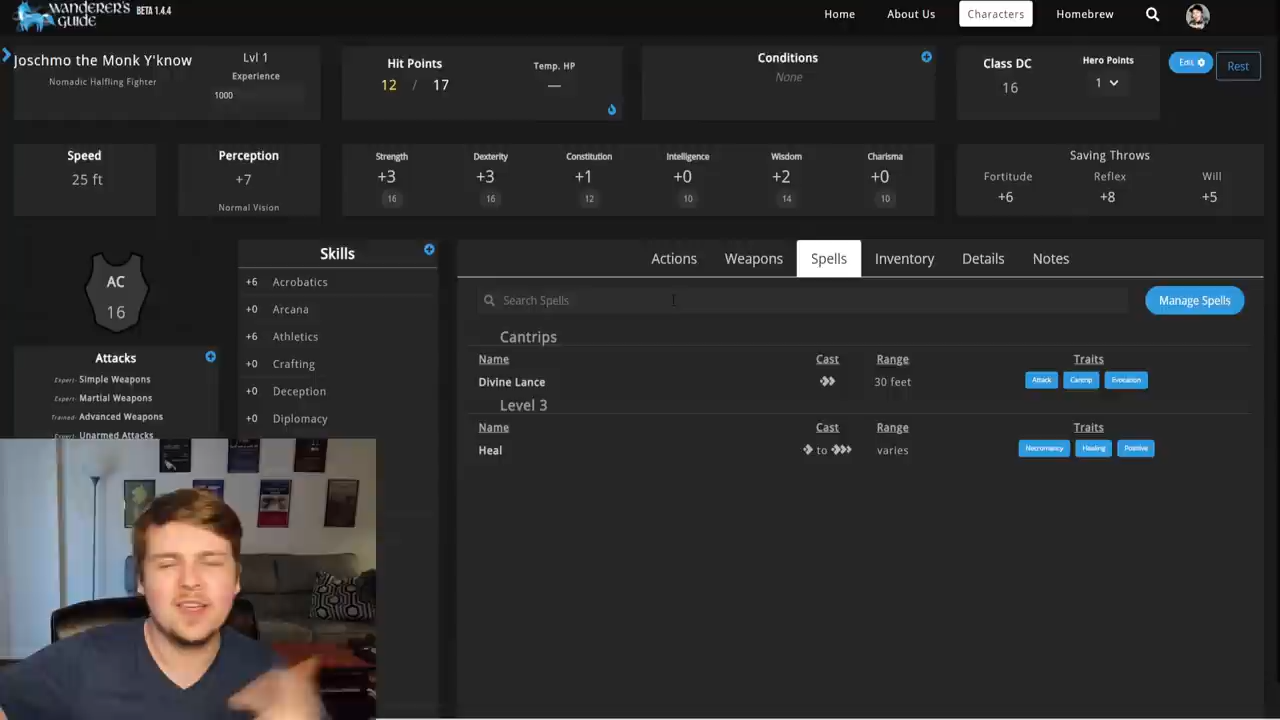 WANDERER'S GUIDE BETA 1.4.4
Home About Us Characters Homebrew
Joschmo the Monk Y'know
Nomadic Halfling Fighter
Lvl 1
Experience
1000
Hit Points
12 / 17
Temp. HP
—
Conditions
None
Class DC
16
Hero Points
1
Edit
Rest
Speed
25 ft
Perception
+7
Normal Vision
Strength Dexterity Constitution Intelligence Wisdom Charisma
+3 +3 +1 +0 +2 +0
16 16 12 10 14 10
Saving Throws
Fortitude Reflex Will
+6 +8 +5
AC
16
Attacks
Expert- Simple Weapons
Expert- Martial Weapons
Trained- Advanced Weapons
Expert- Unarmed Attacks
Skills
+6 Acrobatics
+0 Arcana
+6 Athletics
+0 Crafting
+0 Deception
+0 Diplomacy
Actions Weapons Spells Inventory Details Notes
Search Spells
Manage Spells
Cantrips
Name Cast Range Traits
Divine Lance 30 feet Attack Cantrip Evocation
Level 3
Name Cast Range Traits
Heal to varies Necromancy Healing Positive